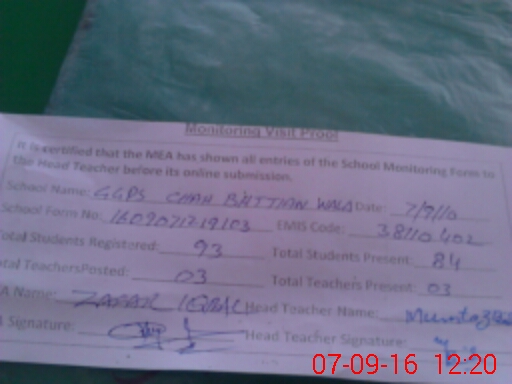 Monitoring Visit Proof
It is certified that the MEA has shown all entries of the School Monitoring Form to
the Head Teacher before its online submission.
School Name: GGPS CHAH BHTTIAN WALA Date: 7/9/16
School Form No. EMIS Code: 38110402
Total Students Registered: 93 Total Students Present: 84
Total Teachers Posted: 03 Total Teachers Present: 03
A Name: ZAFAR IQBAL Head Teacher Name: Mumtaz
Signature: Head Teacher Signature:
07-09-16 12:20